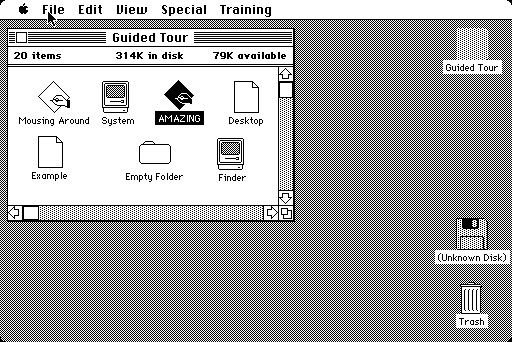 File Edit View Special Training
Guided Tour
20 items 314K in disk 79K available
Mousing Around System AMAZING Desktop
Example Empty Folder Finder
Guided Tour
(Unknown Disk)
Trash